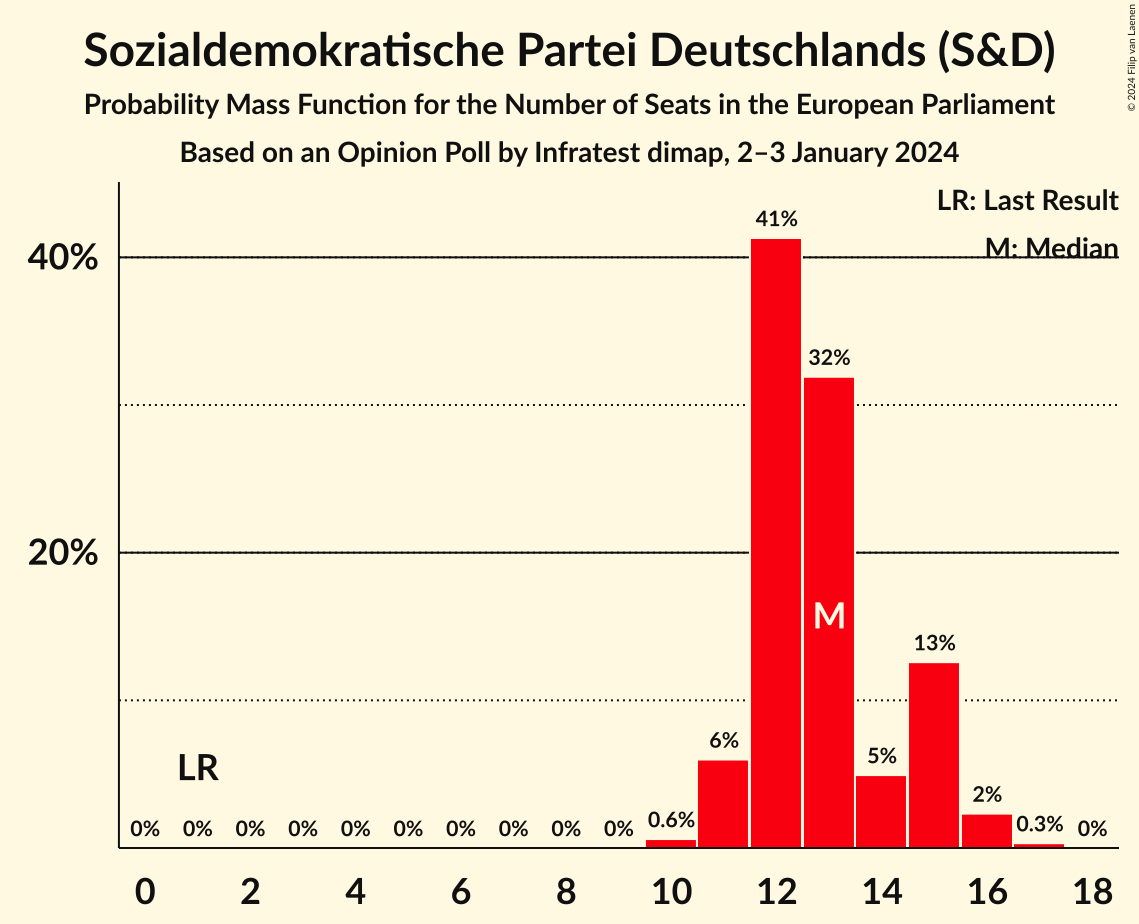 Sozialdemokratische Partei Deutschlands (S&D)
Probability Mass Function for the Number of Seats in the European Parliament
Based on an Opinion Poll by Infratest dimap, 2–3 January 2024
© 2024 Filip van Laenen
LR: Last Result
M: Median
41%
40%
32%
20%
M
13%
6%
5%
LR
2%
0% 0% 0% 0% 0% 0% 0% 0% 0% 0% 0.6% 0.3% 0%
0 2 4 6 8 10 12 14 16 18